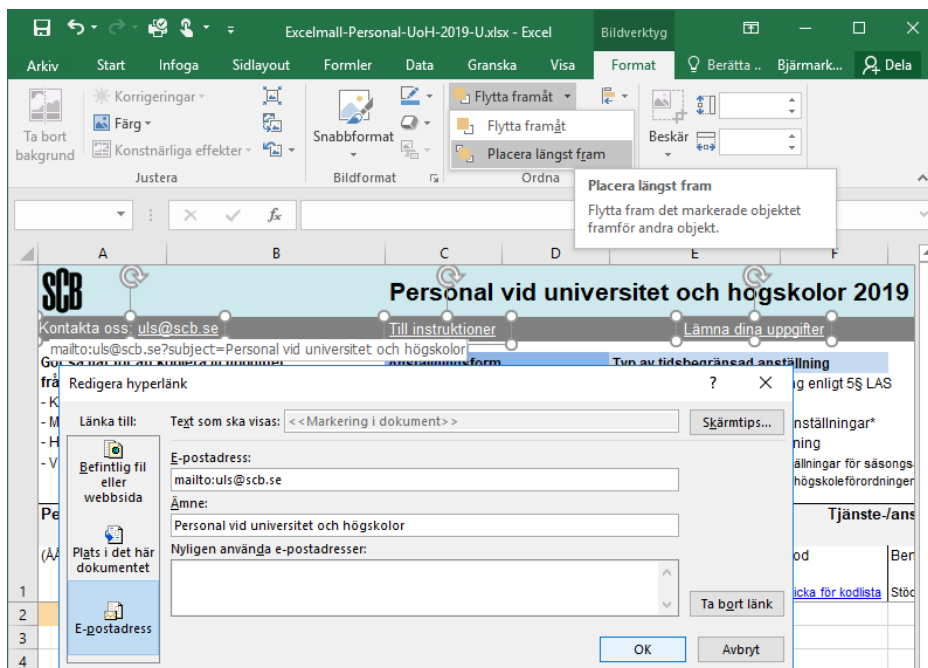 Excelmall-Personal-UoH-2019-U.xlsx - Excel
Bildverktyg
Arkiv Start Infoga Sidlayout Formler Data Granska Visa Format Berätta .. Bjärmark... Dela
Ta bort bakgrund
Korrigeringar
Färg
Konstnärliga effekter
Justera
Snabbformat
Bildformat
Flytta framåt
Flytta framåt
Placera längst fram
Ordna
Beskär
Placera längst fram
Flytta fram det markerade objektet
framför andra objekt.
fx
A B C D E F
SCB
Personal vid universitet och högskolor 2019
Kontakta oss: uls@scb.se Till instruktioner Lämna dina uppgifter
mailto:uls@scb.se?subject=Personal vid universitet och högskolor
Typ av tidsbegränsad anställning
frå
- K
- M
- H
- V
g enligt 5§ LAS
nställningar*
ning
ällningar för säsongs
högskoleförordninger
Pe
Tjänste-/ans
(ÅÅ
od
Ben
icka för kodlista
Stöd
1
2
3
4
Redigera hyperlänk
? X
Länka till:
Text som ska visas: <<Markering i dokument>>
Skärmtips...
Befintlig fil
eller
webbsida
Plats i det här
dokumentet
E-postadress
E-postadress:
mailto:uls@scb.se
Ämne:
Personal vid universitet och högskolor
Nyligen använda e-postadresser:
Ta bort länk
OK Avbryt